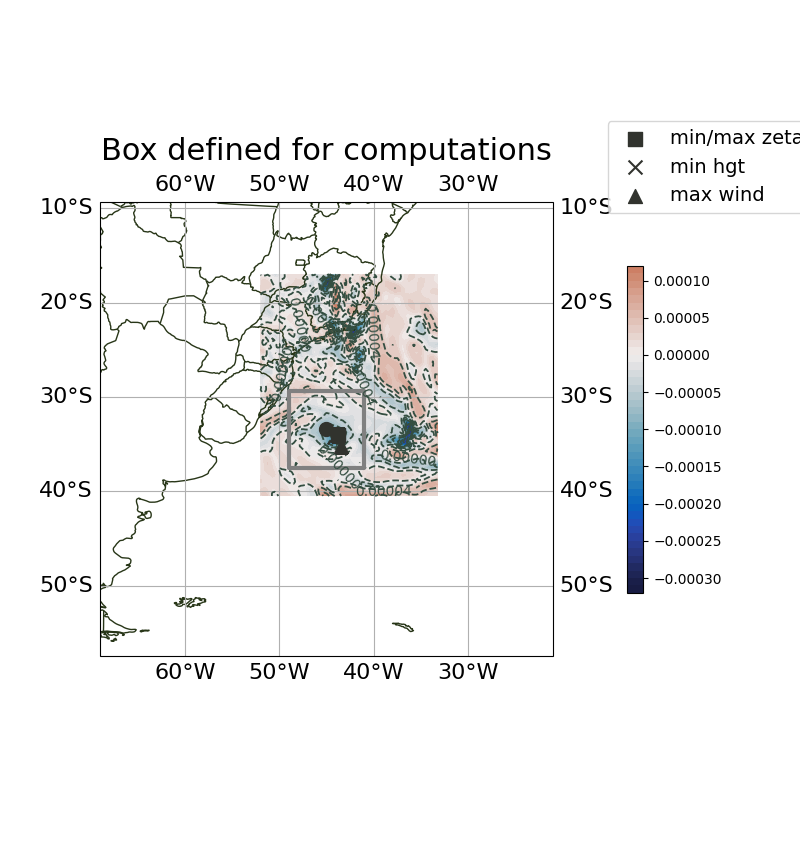 Box defined for computations
min/max zeta
min hgt
max wind
60°W 50°W 40°W 30°W
10°S 10°S
20°S 20°S
30°S 30°S
40°S 40°S
50°S 50°S
60°W 50°W 40°W 30°W
0.00004
0.00010
0.00005
0.00000
−0.00005
−0.00010
−0.00015
−0.00020
−0.00025
−0.00030